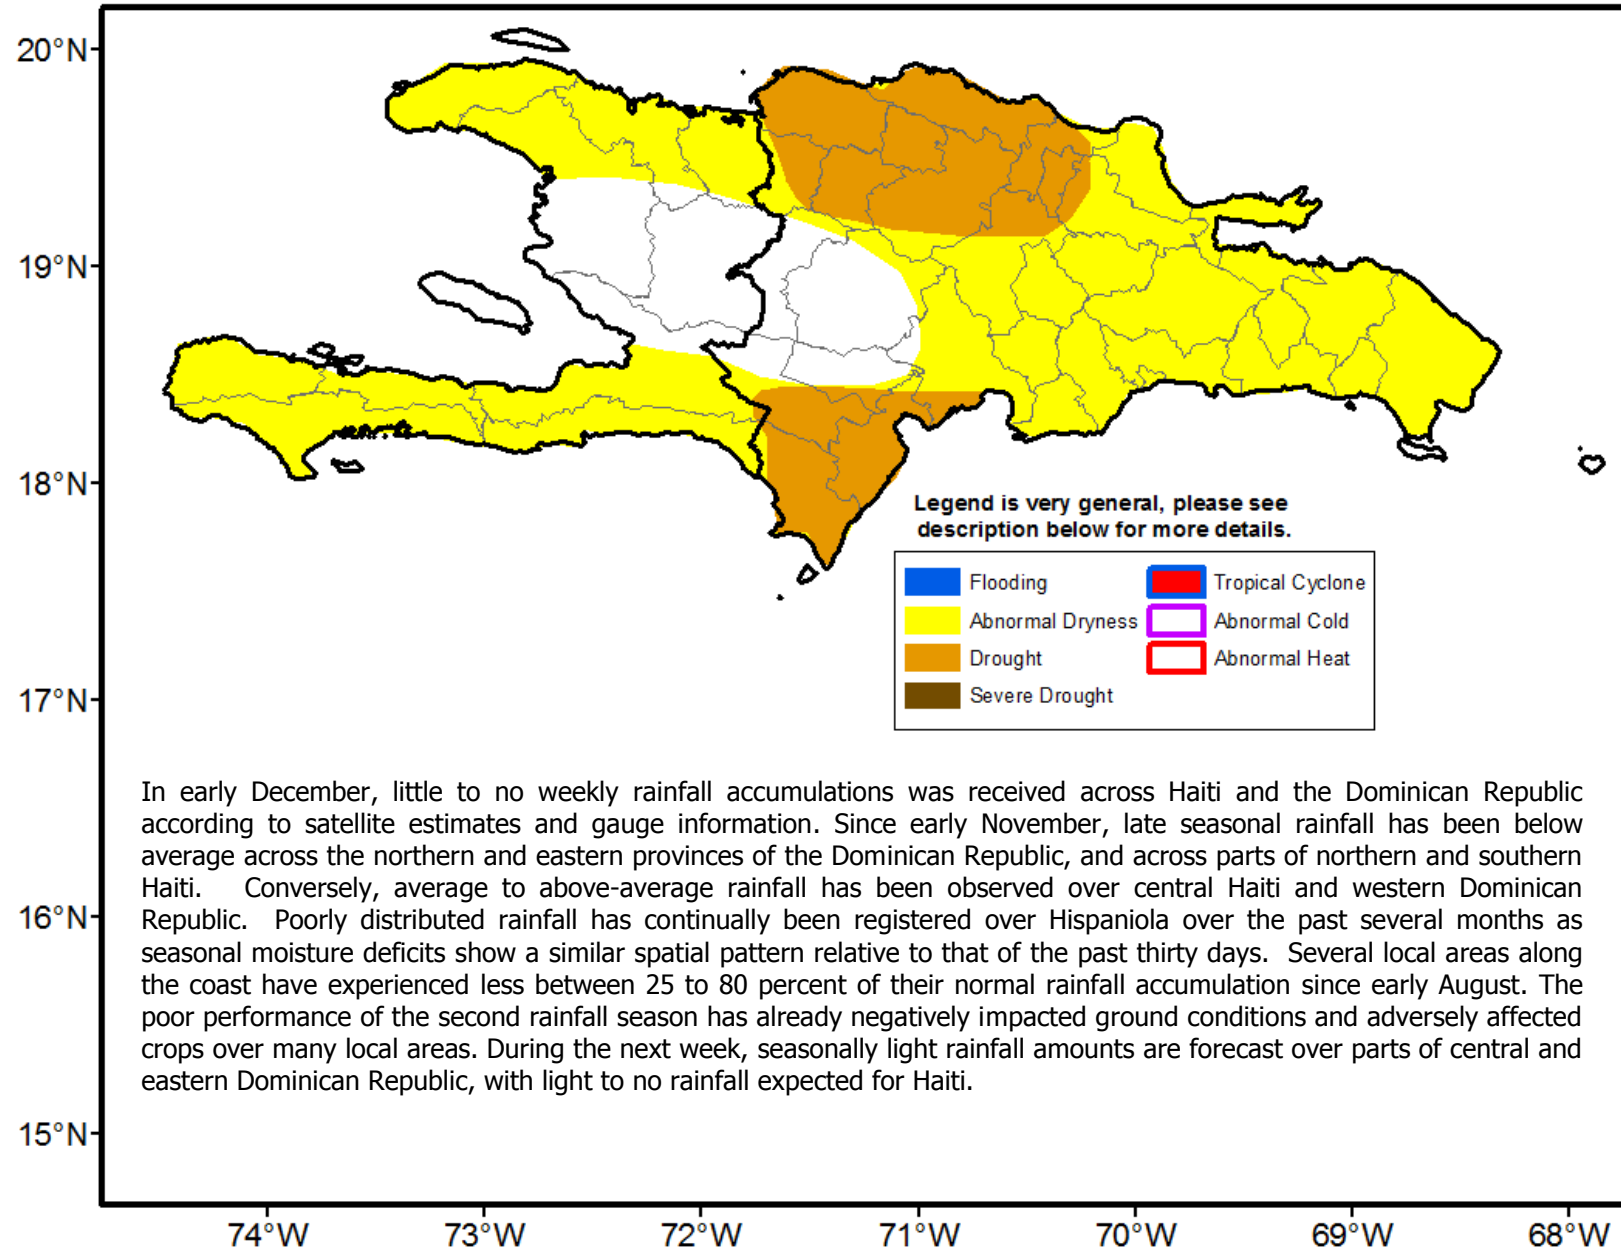 20°N
19°N
18°N
17°N
16°N
15°N
Legend is very general, please see
description below for more details.
Flooding
Tropical Cyclone
Abnormal Dryness
Abnormal Cold
Drought
Abnormal Heat
Severe Drought
In early December, little to no weekly rainfall accumulations was received across Haiti and the Dominican Republic
according to satellite estimates and gauge information. Since early November, late seasonal rainfall has been below
average across the northern and eastern provinces of the Dominican Republic, and across parts of northern and southern
Haiti. Conversely, average to above-average rainfall has been observed over central Haiti and western Dominican
Republic. Poorly distributed rainfall has continually been registered over Hispaniola over the past several months as
seasonal moisture deficits show a similar spatial pattern relative to that of the past thirty days. Several local areas along
the coast have experienced less between 25 to 80 percent of their normal rainfall accumulation since early August. The
poor performance of the second rainfall season has already negatively impacted ground conditions and adversely affected
crops over many local areas. During the next week, seasonally light rainfall amounts are forecast over parts of central and
eastern Dominican Republic, with light to no rainfall expected for Haiti.
74°W 73°W 72°W 71°W 70°W 69°W 68°W